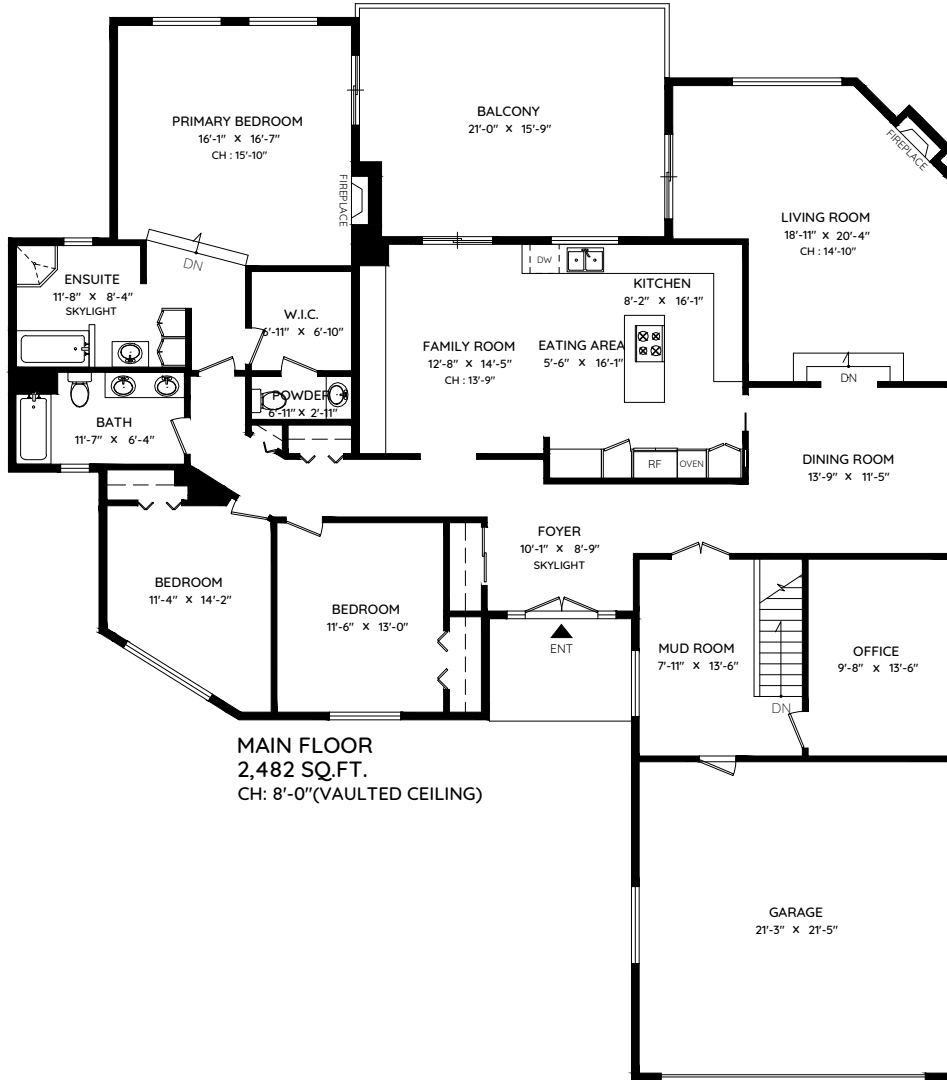 BALCONY
21'-0" X 15'-9"
PRIMARY BEDROOM
16'-1" X 16'-7"
CH : 15'-10"
FIREPLACE
FIREPLACE
LIVING ROOM
18'-11" X 20'-4"
CH : 14'-10"
DN
ENSUITE
11'-8" X 8'-4"
SKYLIGHT
DW
KITCHEN
8'-2" X 16'-1"
W.I.C.
6'-11" X 6'-10"
FAMILY ROOM
12'-8" X 14'-5"
CH : 13'-9"
EATING AREA
5'-6" X 16'-1"
DN
POWDER
6'-11" X 2'-11"
BATH
11'-7" X 6'-4"
RF
OVEN
DINING ROOM
13'-9" X 11'-5"
FOYER
10'-1" X 8'-9"
SKYLIGHT
BEDROOM
11'-4" X 14'-2"
BEDROOM
11'-6" X 13'-0"
ENT
MUD ROOM
7'-11" X 13'-6"
OFFICE
9'-8" X 13'-6"
DN
MAIN FLOOR
2,482 SQ.FT.
CH: 8'-0"(VAULTED CEILING)
GARAGE
21'-3" X 21'-5"